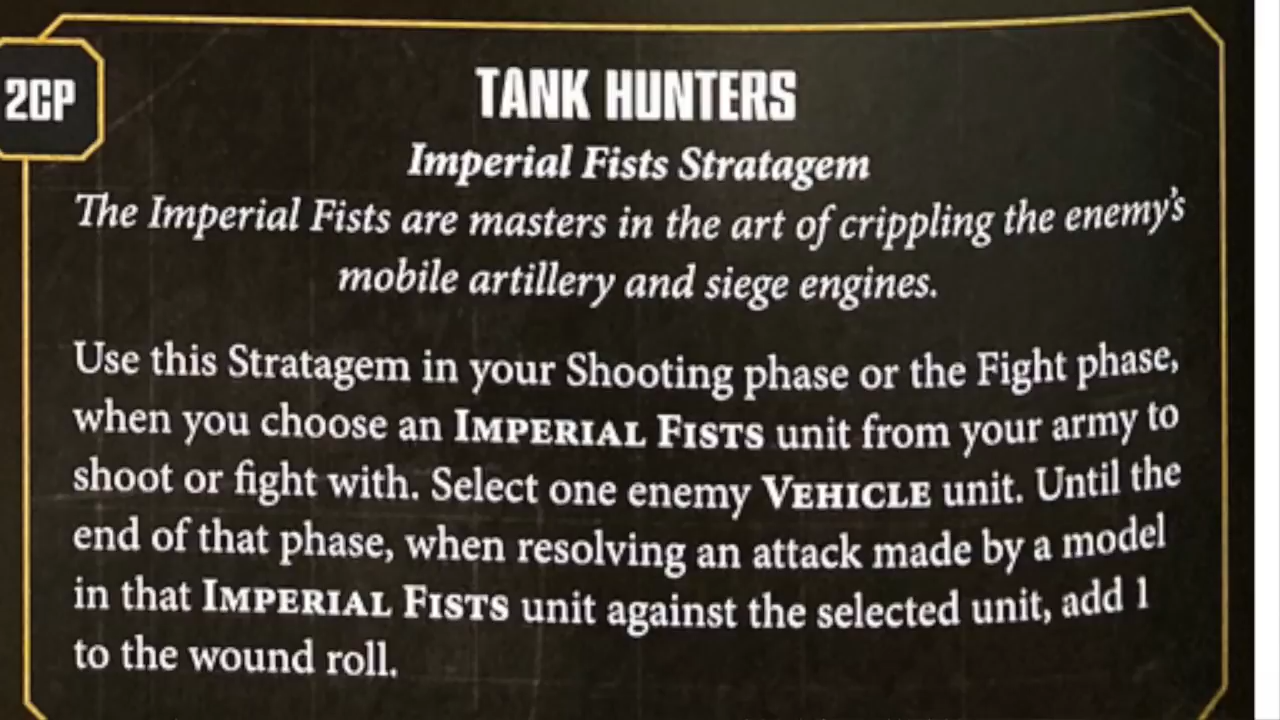 2CP
TANK HUNTERS
Imperial Fists Stratagem
The Imperial Fists are masters in the art of crippling the enemy's
mobile artillery and siege engines.
Use this Stratagem in your Shooting phase or the Fight phase,
when you choose an IMPERIAL FISTS unit from your army to
shoot or fight with. Select one enemy VEHICLE unit. Until the
end of that phase, when resolving an attack made by a model
in that IMPERIAL FISTS unit against the selected unit, add 1
to the wound roll.